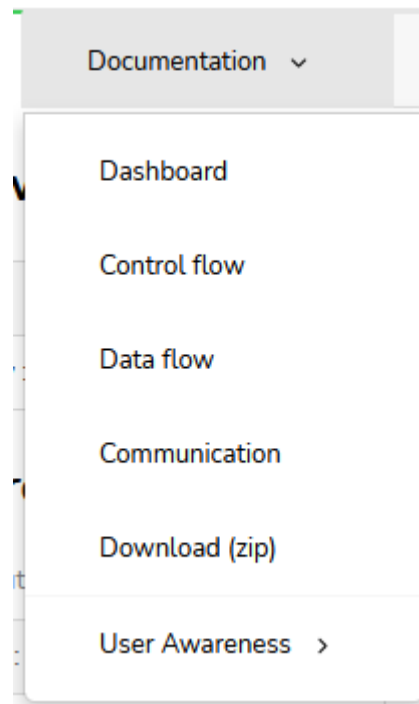 Documentation
Dashboard
Control flow
Data flow
Communication
Download (zip)
User Awareness